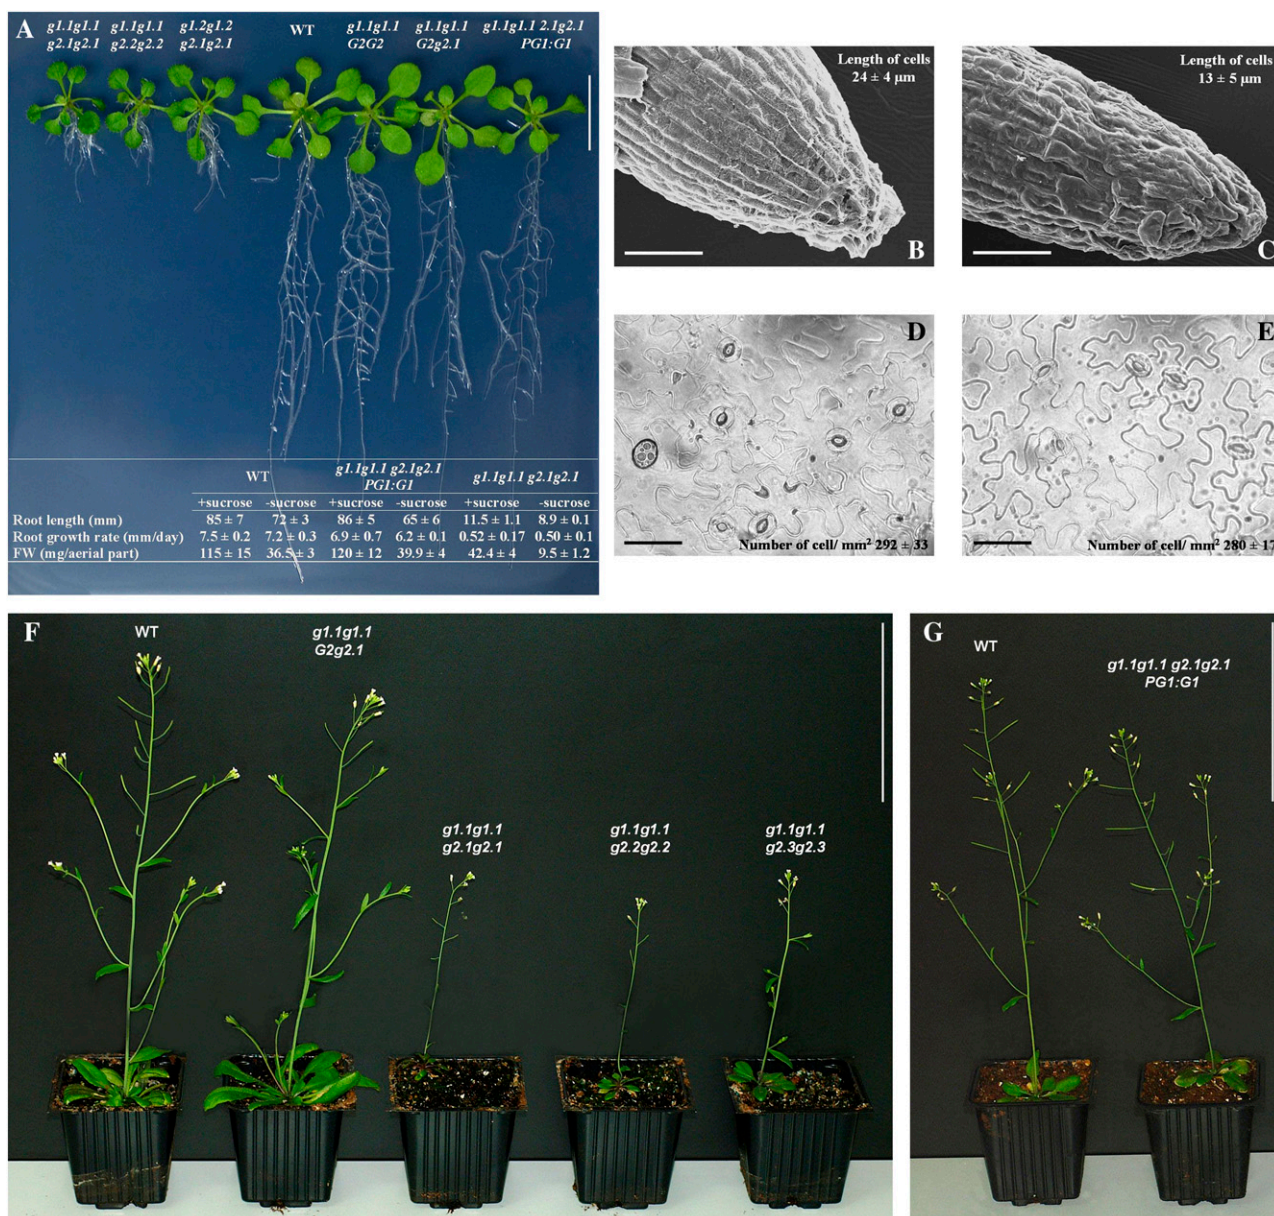 A
g1.1g1.1
g2.1g2.1
g1.1g1.1
g2.2g2.2
g1.2g1.2
g2.1g2.1
WT
g1.1g1.1
G2G2
g1.1g1.1
G2g2.1
g1.1g1.1 2.1g2.1
PG1:G1
WT g1.1g1.1 g2.1g2.1 PG1:G1 g1.1g1.1 g2.1g2.1
+sucrose -sucrose +sucrose -sucrose +sucrose -sucrose
Root length (mm) 85 ± 7 72 ± 3 86 ± 5 65 ± 6 11.5 ± 1.1 8.9 ± 0.1
Root growth rate (mm/day) 7.5 ± 0.2 7.2 ± 0.3 6.9 ± 0.7 6.2 ± 0.1 0.52 ± 0.17 0.50 ± 0.1
FW (mg/aerial part) 115 ± 15 36.5 ± 3 120 ± 12 39.9 ± 4 42.4 ± 4 9.5 ± 1.2
Length of cells
24 ± 4 µm
B
Length of cells
13 ± 5 µm
C
D
Number of cell/ mm² 292 ± 33
E
Number of cell/ mm² 280 ± 17
F
WT
g1.1g1.1
G2g2.1
g1.1g1.1
g2.1g2.1
g1.1g1.1
g2.2g2.2
g1.1g1.1
g2.3g2.3
G
WT
g1.1g1.1 g2.1g2.1
PG1:G1